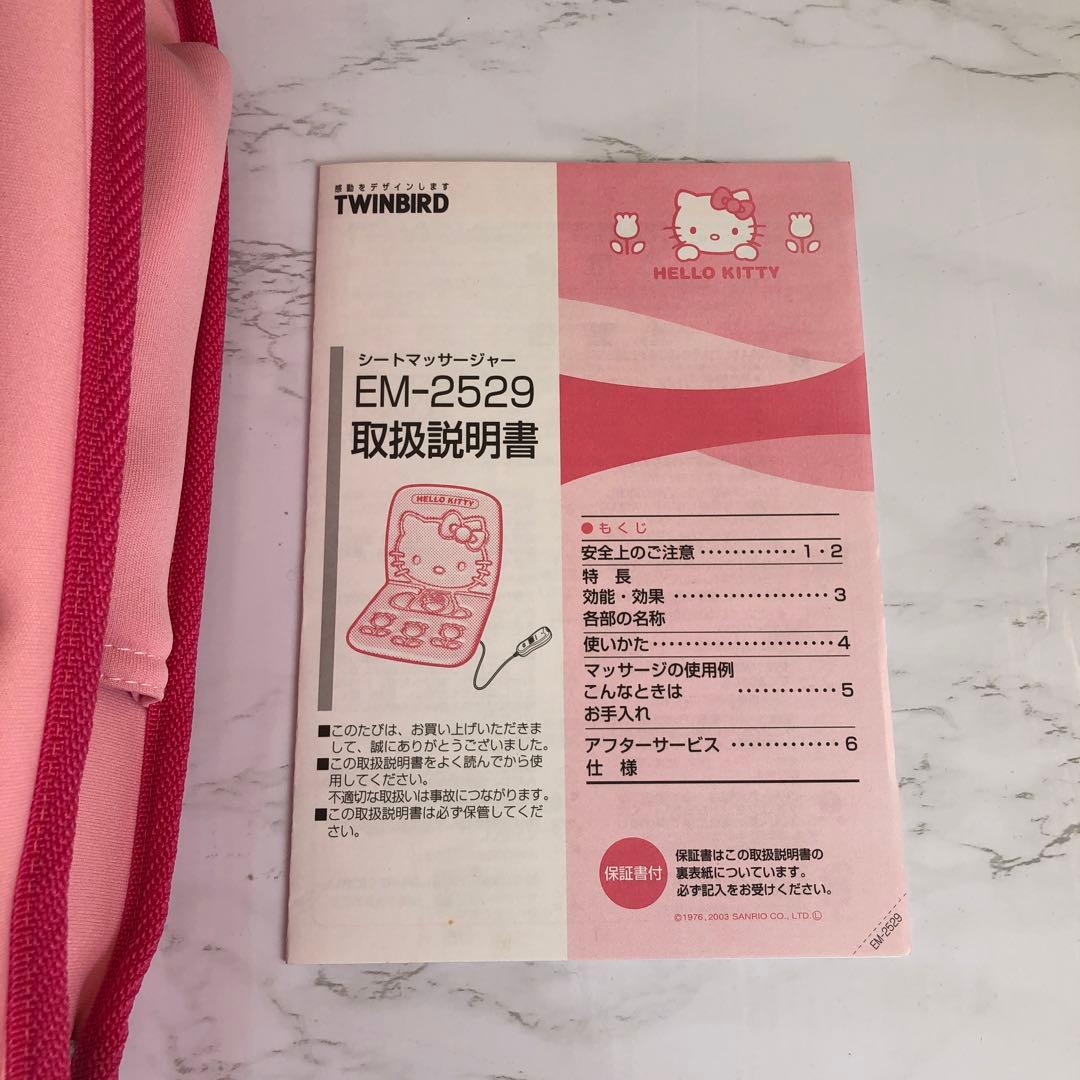 感動をデザインします
TWINBIRD
シートマッサージャー
EM-2529
取扱説明書
HELLO KITTY
■このたびは、お買い上げいただきま
して、誠にありがとうございました。
■この取扱説明書をよく読んでから使
用してください。
不適切な取扱いは事故につながります。
■この取扱説明書は必ず保管してくだ
さい。
HELLO KITTY
●もくじ
安全上のご注意 ············ 1・2
特 長
効能・効果 ···················· 3
各部の名称
使いかた ······················· 4
マッサージの使用例
こんなときは ············ 5
お手入れ
アフターサービス ·············· 6
仕 様
保証書付
保証書はこの取扱説明書の
裏表紙についています。
必ず記入をお受けください。
©1976, 2003 SANRIO CO., LTD. Ⓛ
EM-2529